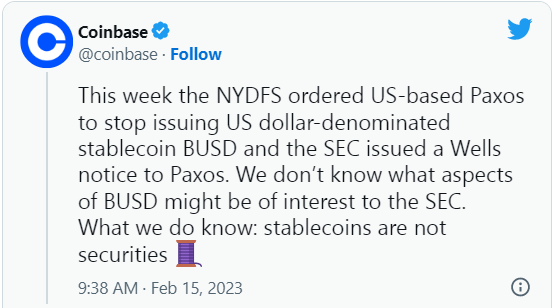 Coinbase
@coinbase · Follow
This week the NYDFS ordered US-based Paxos
to stop issuing US dollar-denominated
stablecoin BUSD and the SEC issued a Wells
notice to Paxos. We don’t know what aspects
of BUSD might be of interest to the SEC.
What we do know: stablecoins are not
securities 🧵
9:38 AM · Feb 15, 2023